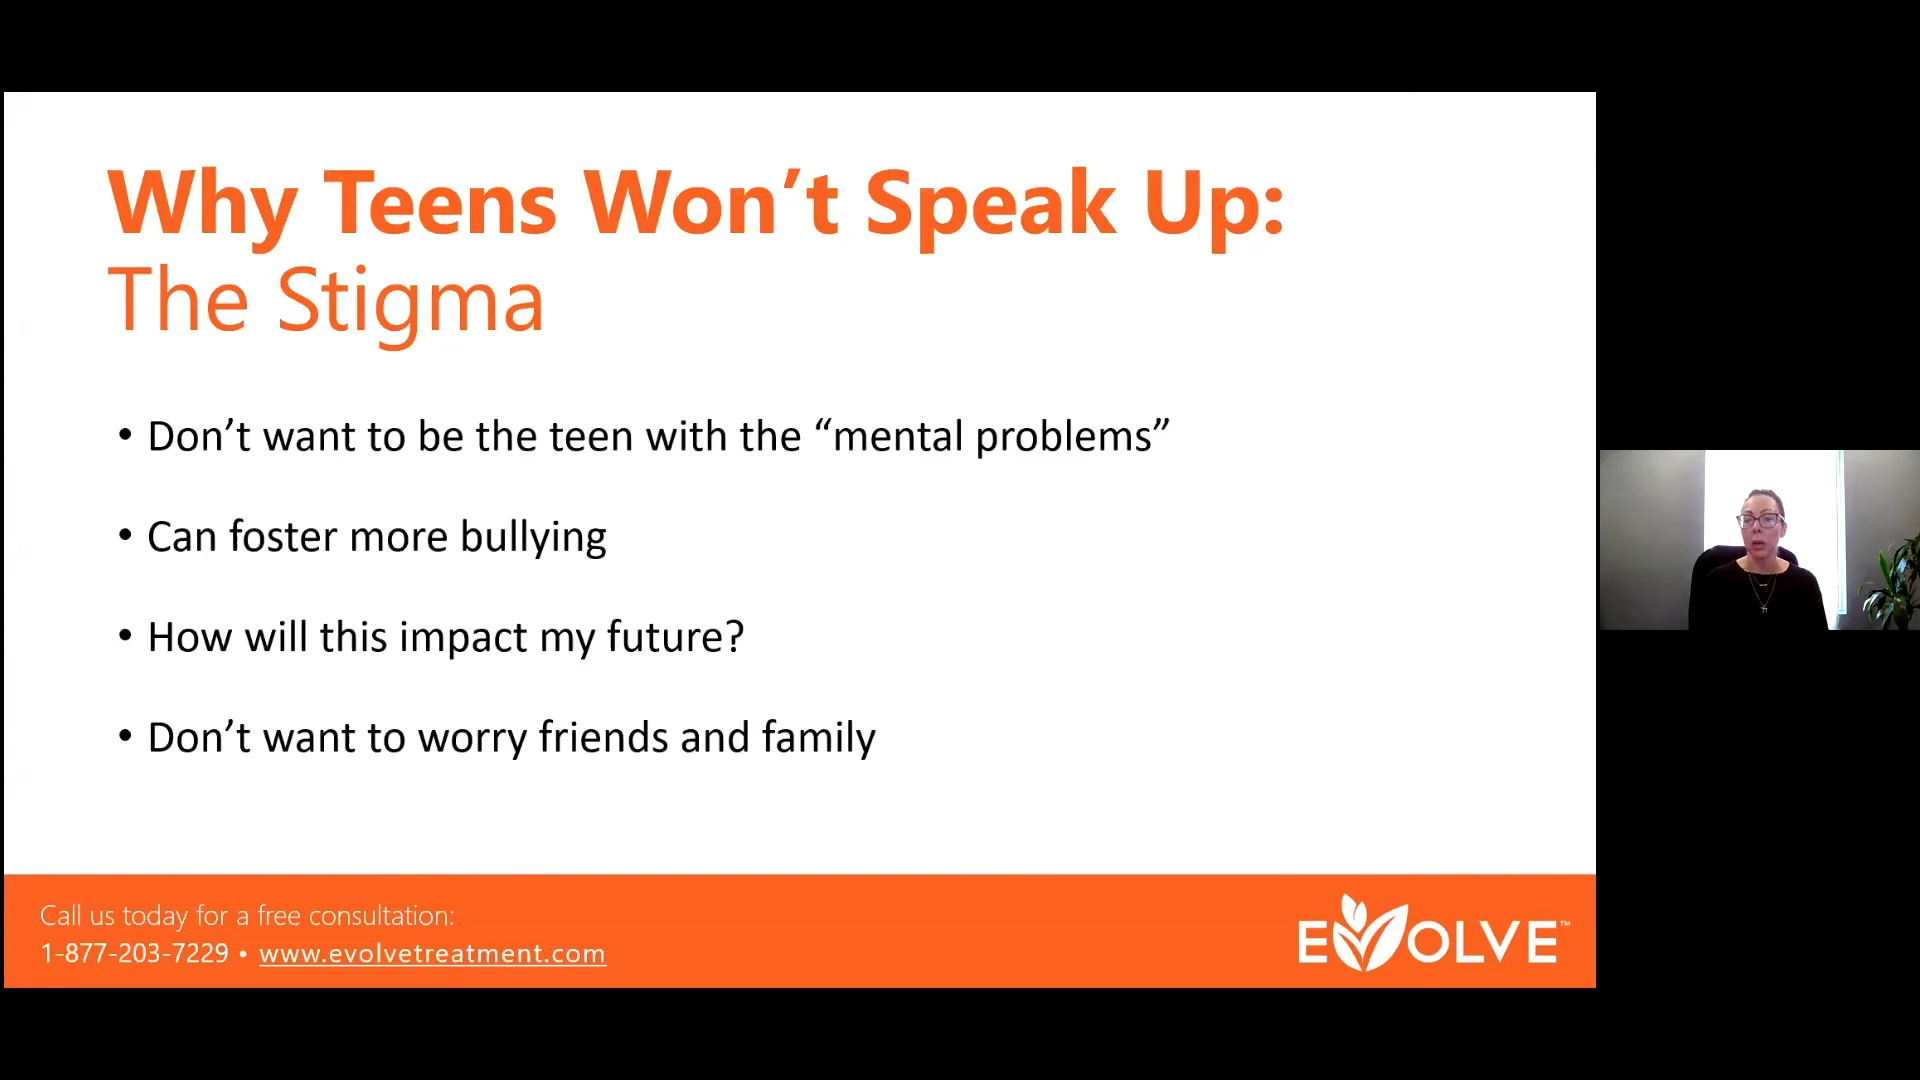 Why Teens Won’t Speak Up:
The Stigma
• Don’t want to be the teen with the “mental problems”
• Can foster more bullying
• How will this impact my future?
• Don’t want to worry friends and family
Call us today for a free consultation:
1-877-203-7229 • www.evolvetreatment.com
EVOLVE™